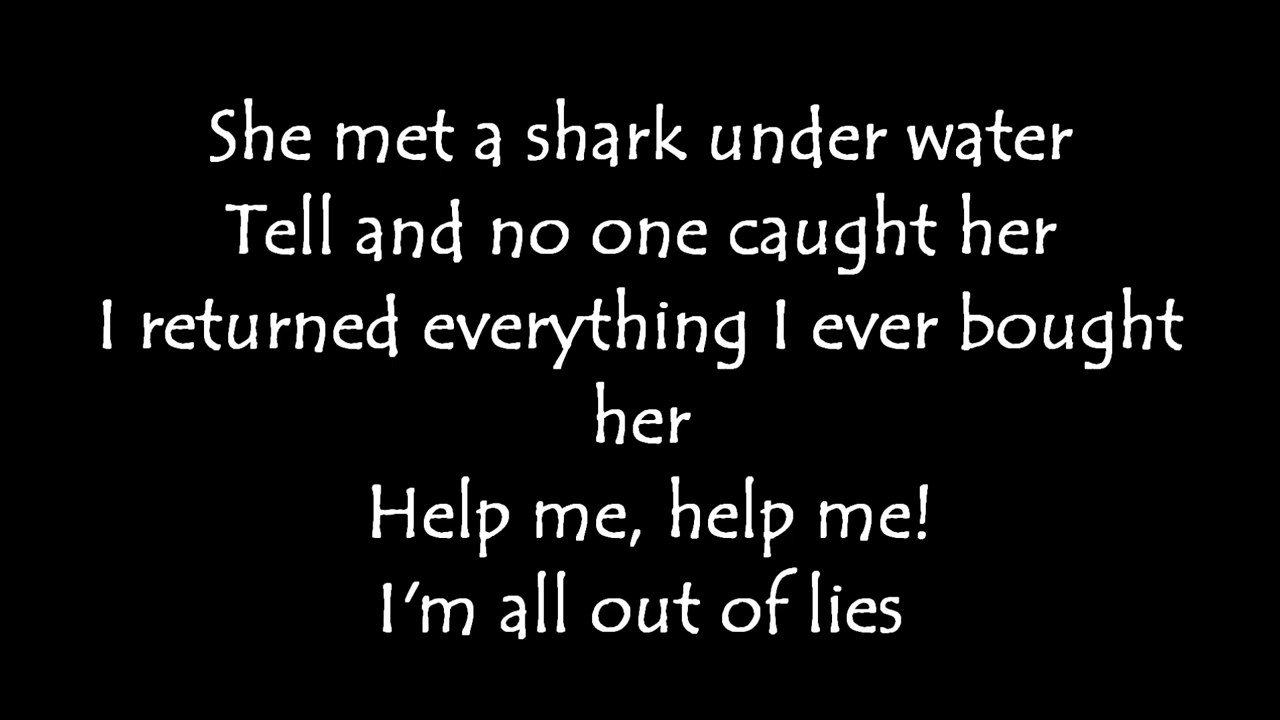 She met a shark under water
Tell and no one caught her
I returned everything I ever bought
her
Help me, help me!
I'm all out of lies